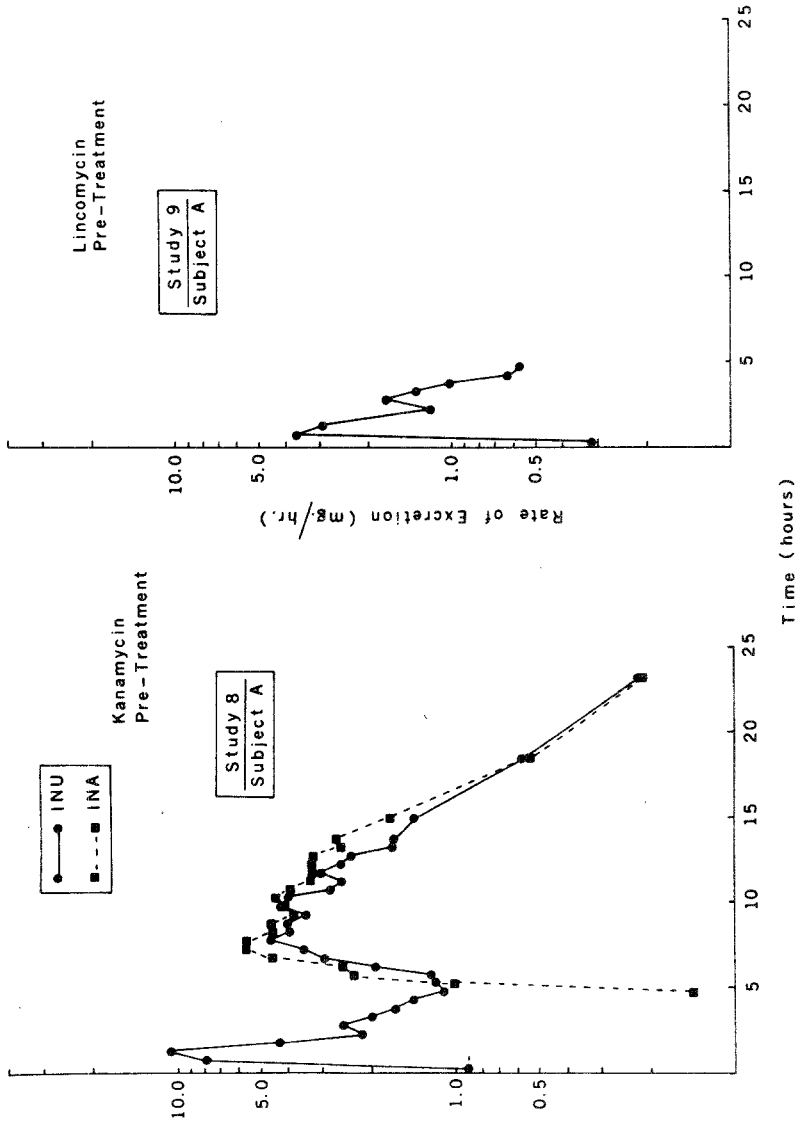 Kanamycin
Pre-Treatment
INU
INA
Study 8
Subject A
10.0
5.0
1.0
0.5
5
10
15
20
25
Lincomycin
Pre-Treatment
Study 9
Subject A
Rate of Excretion (mg./hr.)
10.0
5.0
1.0
0.5
5
10
15
20
25
Time (hours)